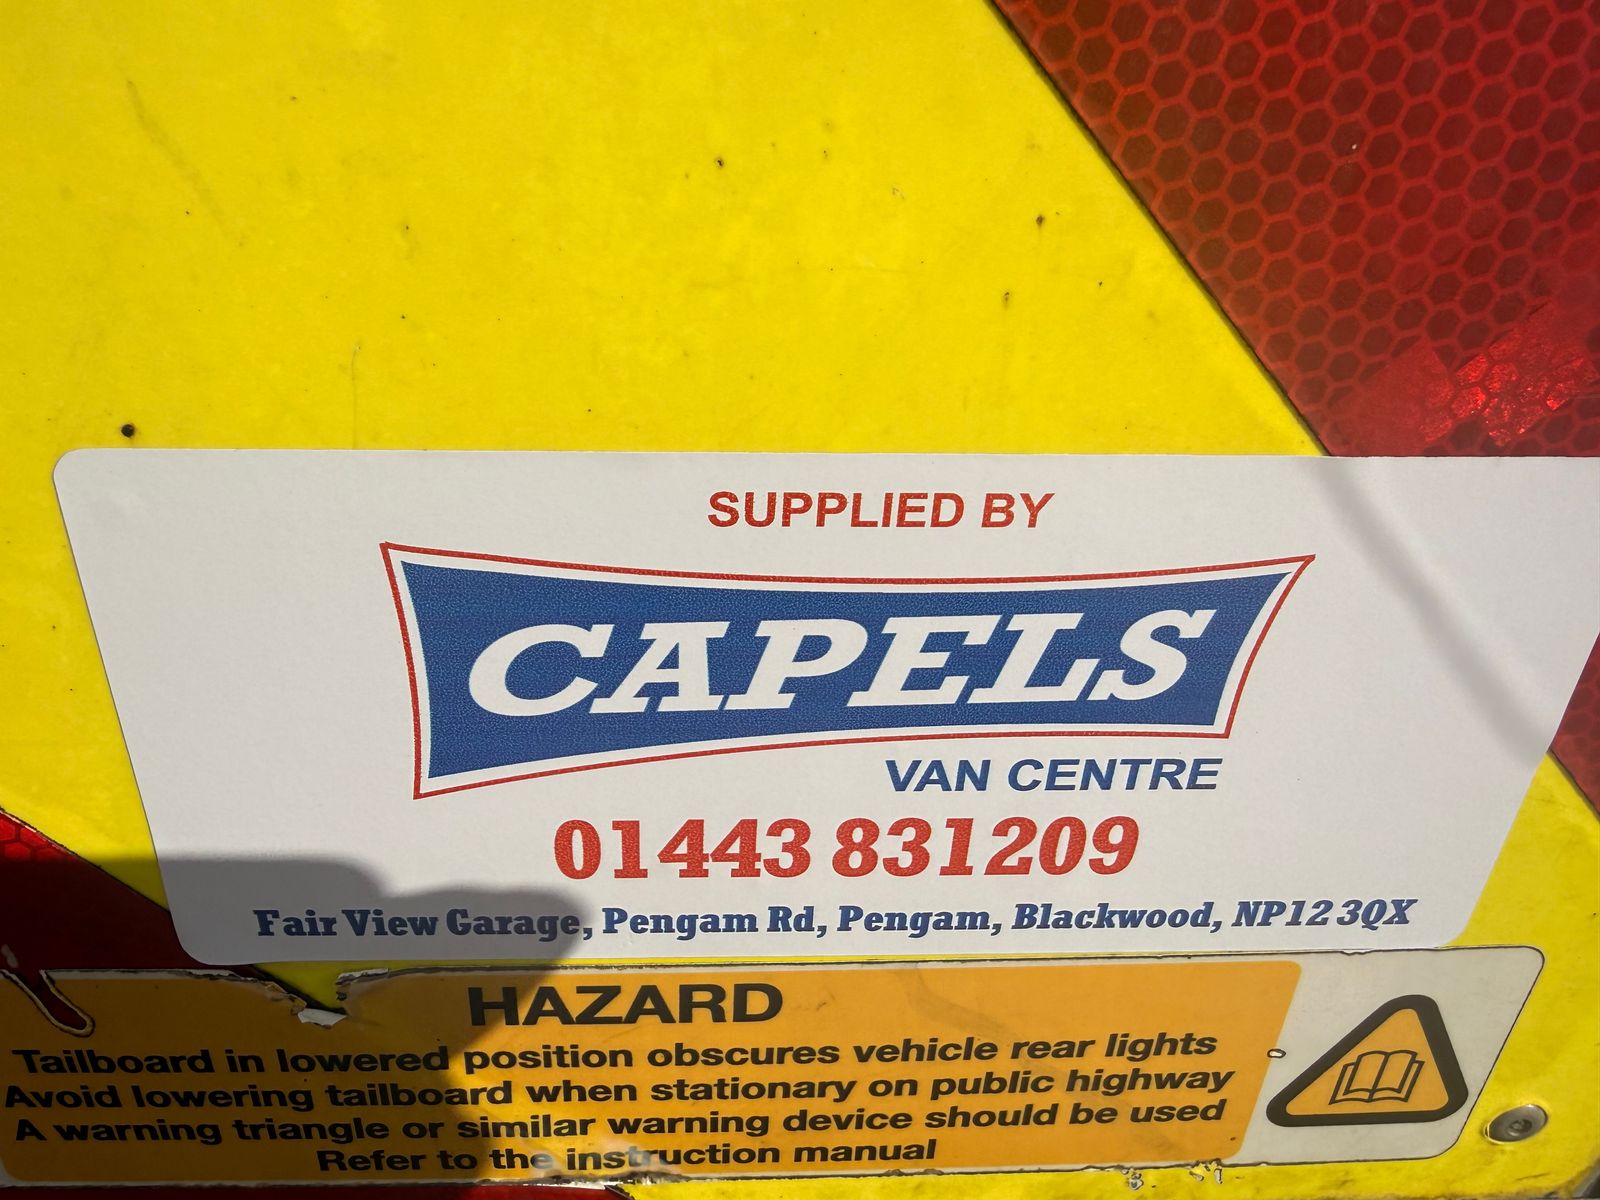 SUPPLIED BY
CAPELS
VAN CENTRE
01443 831209
Fair View Garage, Pengam Rd, Pengam, Blackwood, NP12 3QX
HAZARD
Tailboard in lowered position obscures vehicle rear lights
Avoid lowering tailboard when stationary on public highway
A warning triangle or similar warning device should be used
Refer to the instruction manual